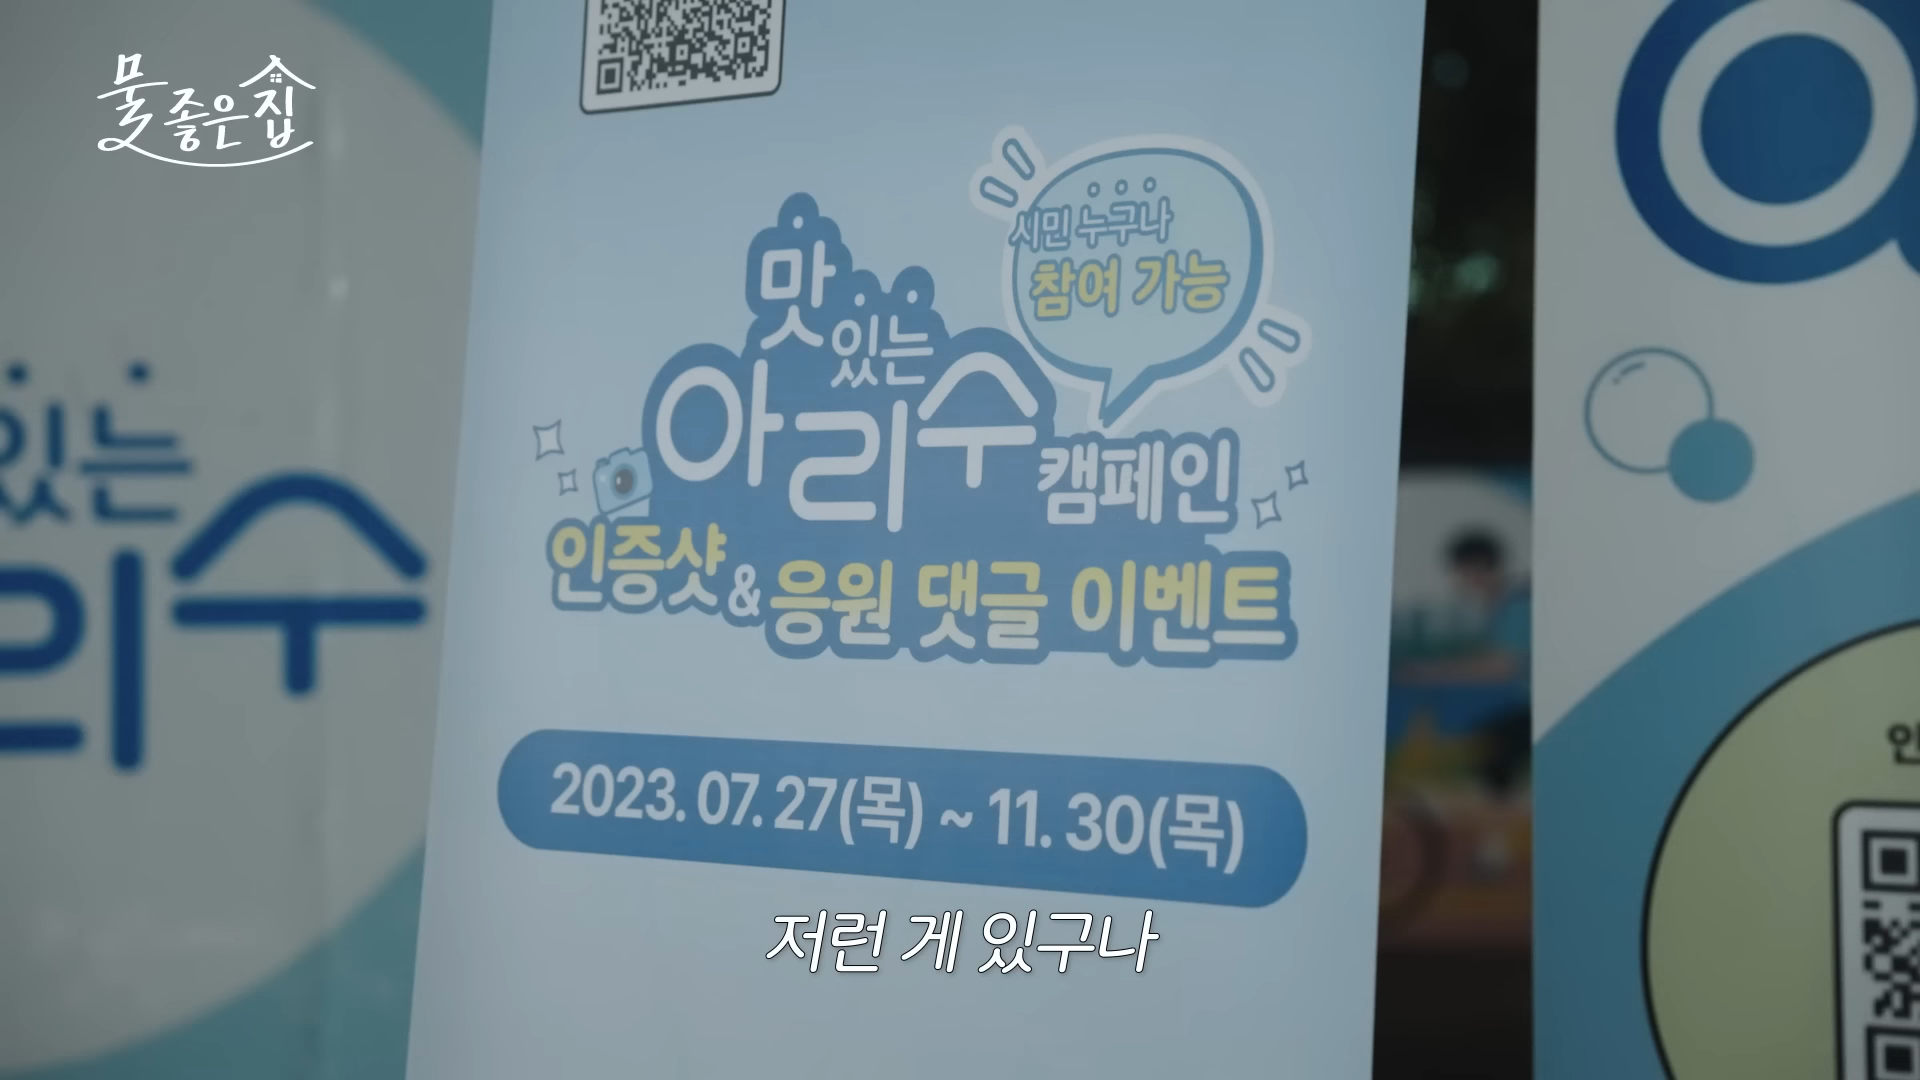 물좋은집
시민 누구나
참여 가능
맛있는
아리수 캠페인
인증샷 & 응원 댓글 이벤트
2023. 07. 27(목) ~ 11. 30(목)
있는
리수
저런 게 있구나